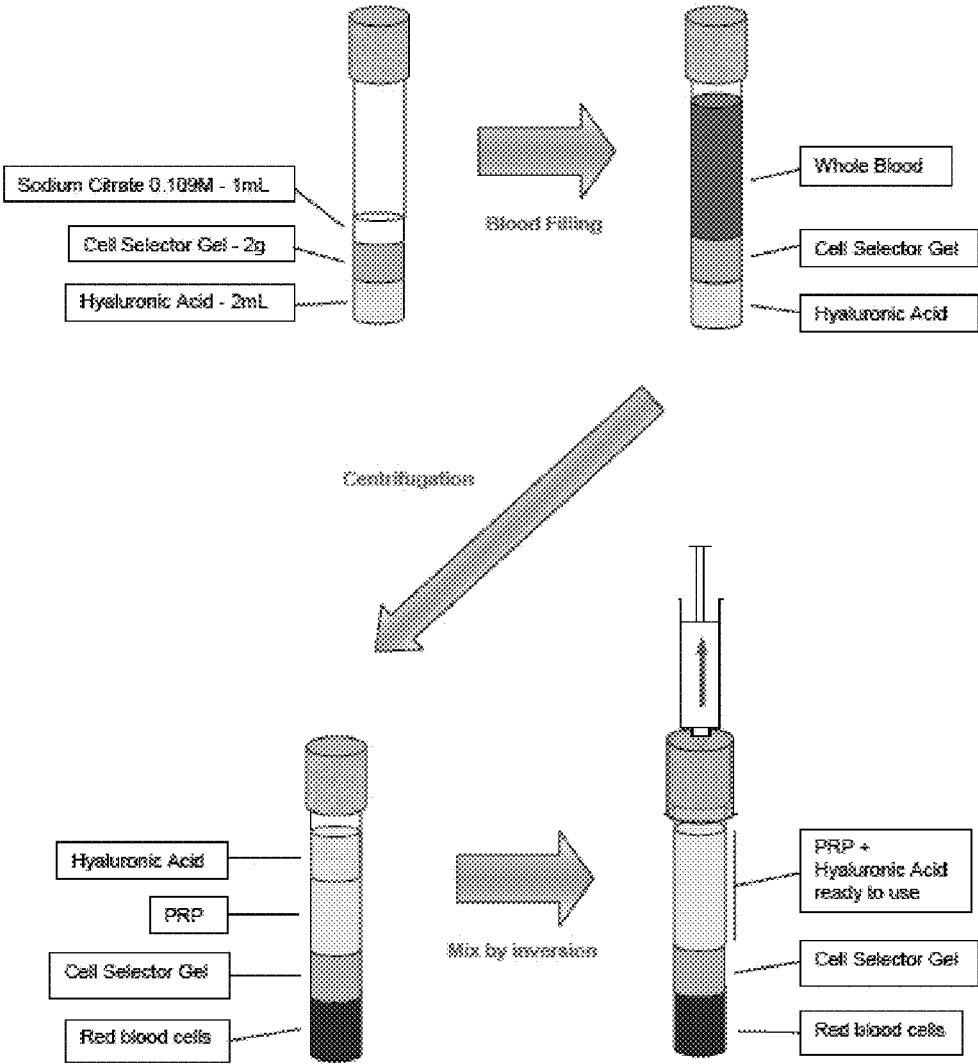 Sodium Citrate 0.109M - 1mL
Cell Selector Gel - 2g
Hyaluronic Acid - 2mL
Blood Filling
Whole Blood
Cell Selector Gel
Hyaluronic Acid
Centrifugation
Hyaluronic Acid
PRP
Cell Selector Gel
Red blood cells
Mix by inversion
PRP +
Hyaluronic Acid
ready to use
Cell Selector Gel
Red blood cells